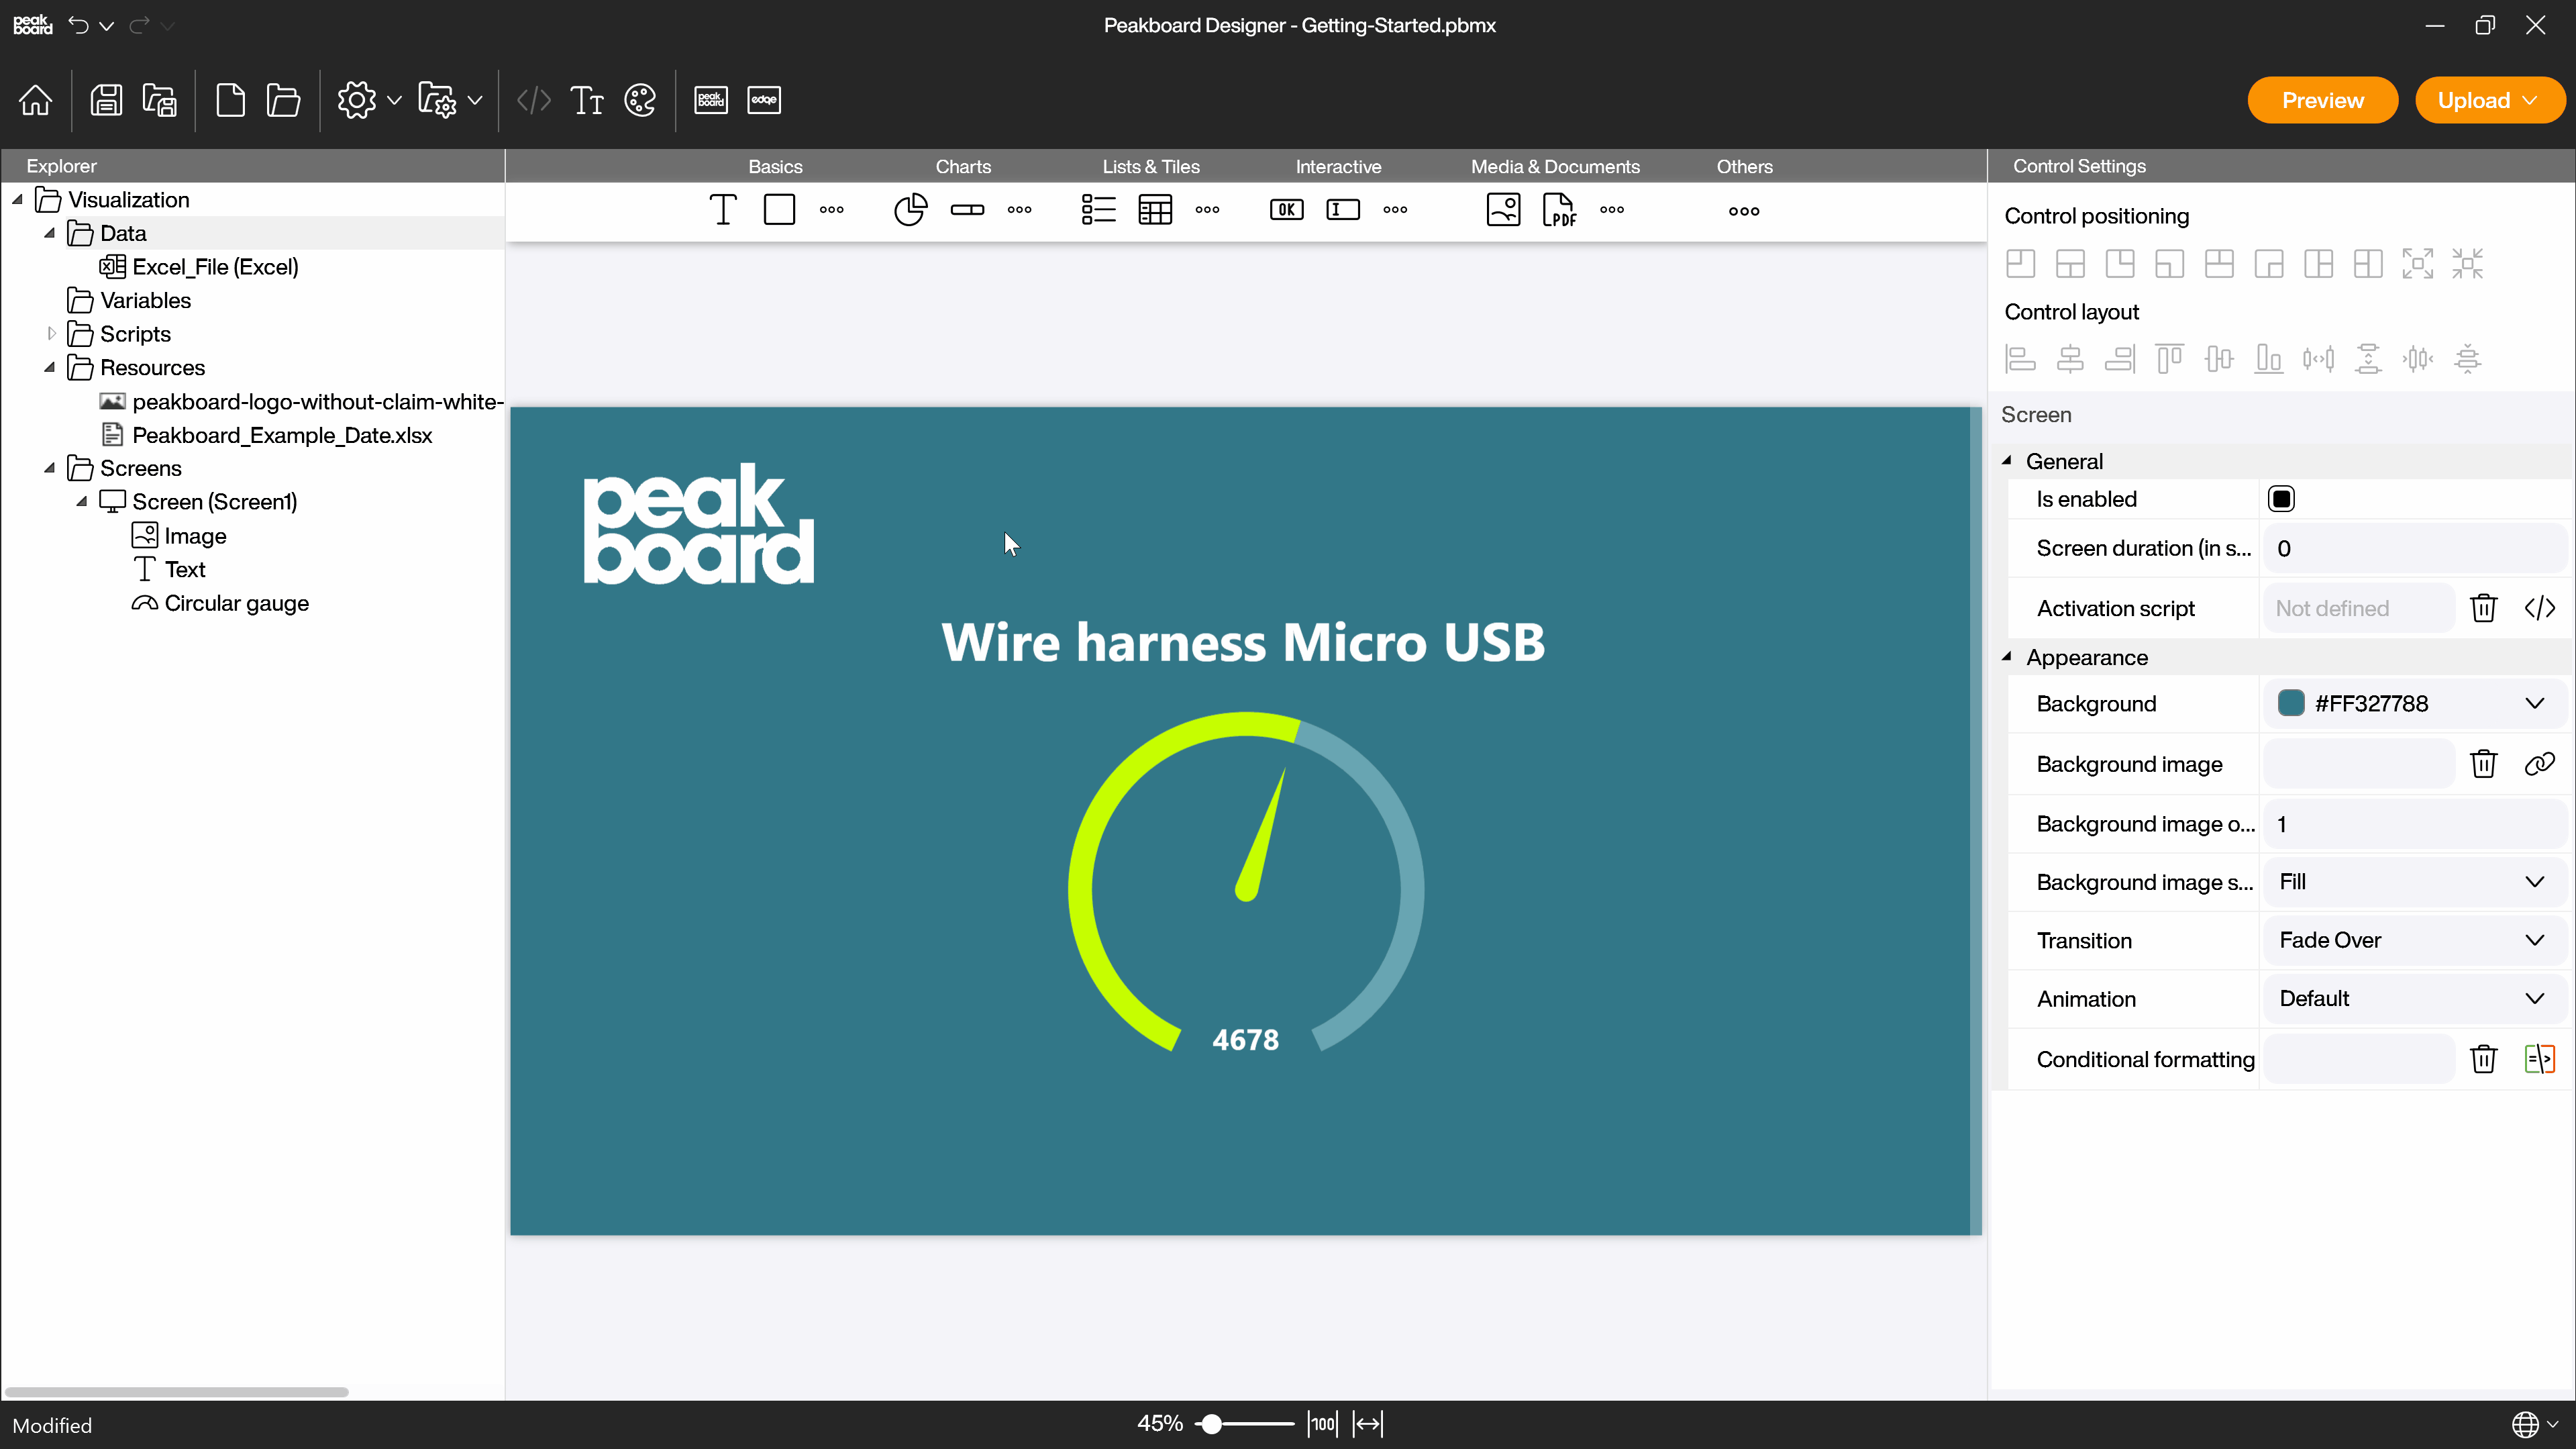 peak
board
Peakboard Designer - Getting-Started.pbmx
peak
board
edge
Preview
Upload
Explorer
Basics
Charts
Lists & Tiles
Interactive
Media & Documents
Others
Control Settings
Visualization
Data
Excel_File (Excel)
Variables
Scripts
Resources
peakboard-logo-without-claim-white-
Peakboard_Example_Date.xlsx
Screens
Screen (Screen1)
Image
Text
Circular gauge
OK
PDF
peak
board
Wire harness Micro USB
4678
Control positioning
Control layout
Screen
General
Is enabled
Screen duration (in s...
0
Activation script
Not defined
Appearance
Background
#FF327788
Background image
Background image o...
1
Background image s...
Fill
Transition
Fade Over
Animation
Default
Conditional formatting
Modified
45%
100